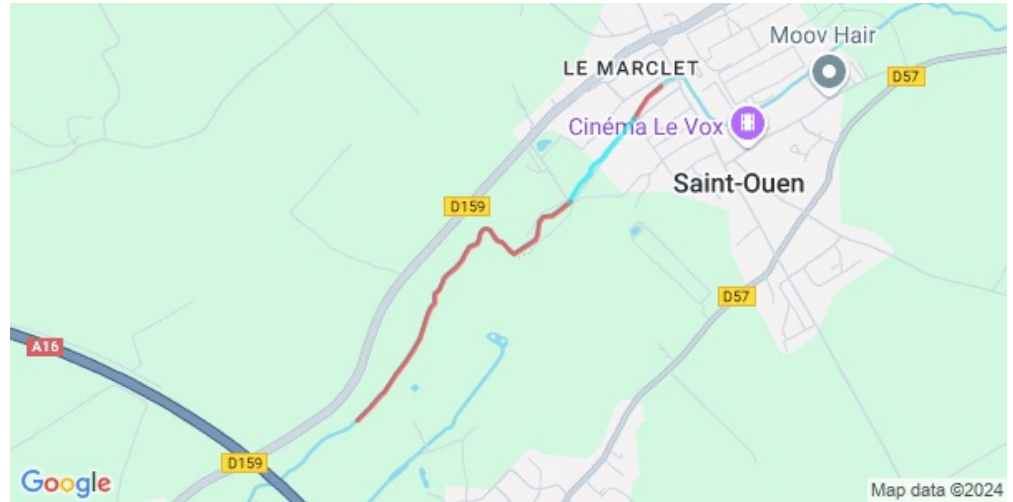 Moov Hair
LE MARCLET
D57
Cinéma Le Vox
Saint-Ouen
D159
D57
A16
D159
Google
Map data ©2024